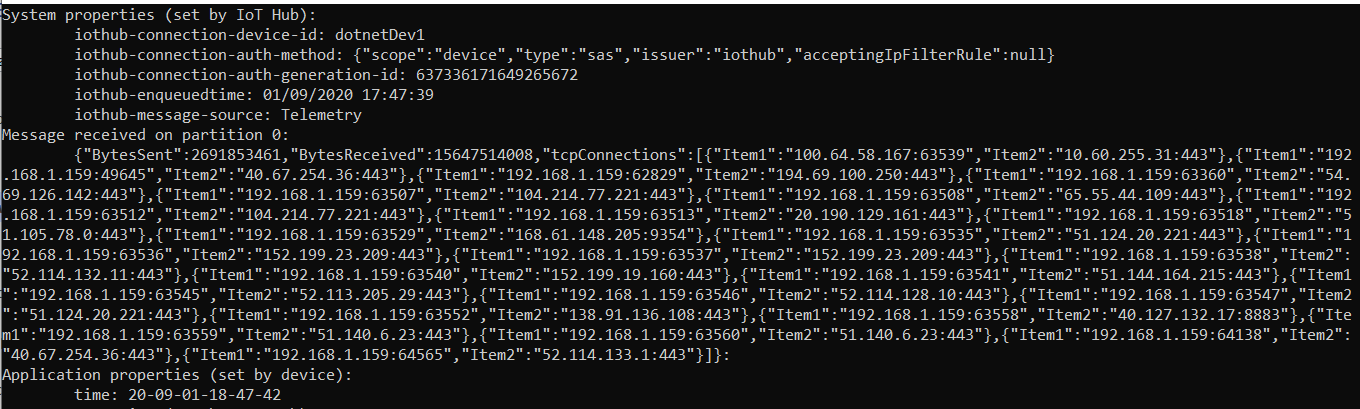 System properties (set by IoT Hub):
iothub-connection-device-id: dotnetDev1
iothub-connection-auth-method: {"scope":"device","type":"sas","issuer":"iothub","acceptingIpFilterRule":null}
iothub-connection-auth-generation-id: 637336171649265672
iothub-enqueuedtime: 01/09/2020 17:47:39
iothub-message-source: Telemetry
Message received on partition 0:
{"BytesSent":2691853461,"BytesReceived":15647514008,"tcpConnections":[{"Item1":"100.64.58.167:63539","Item2":"10.60.255.31:443"},{"Item1":"192
.168.1.159:49645","Item2":"40.67.254.36:443"},{"Item1":"192.168.1.159:62829","Item2":"194.69.100.250:443"},{"Item1":"192.168.1.159:63360","Item2":"54.
69.126.142:443"},{"Item1":"192.168.1.159:63507","Item2":"104.214.77.221:443"},{"Item1":"192.168.1.159:63508","Item2":"65.55.44.109:443"},{"Item1":"192
.168.1.159:63512","Item2":"104.214.77.221:443"},{"Item1":"192.168.1.159:63513","Item2":"20.190.129.161:443"},{"Item1":"192.168.1.159:63518","Item2":"5
1.105.78.0:443"},{"Item1":"192.168.1.159:63529","Item2":"168.61.148.205:9354"},{"Item1":"192.168.1.159:63535","Item2":"51.124.20.221:443"},{"Item1":"1
92.168.1.159:63536","Item2":"152.199.23.209:443"},{"Item1":"192.168.1.159:63537","Item2":"152.199.23.209:443"},{"Item1":"192.168.1.159:63538","Item2":
"52.114.132.11:443"},{"Item1":"192.168.1.159:63540","Item2":"152.199.19.160:443"},{"Item1":"192.168.1.159:63541","Item2":"51.144.164.215:443"},{"Item1
":"192.168.1.159:63545","Item2":"52.113.205.29:443"},{"Item1":"192.168.1.159:63546","Item2":"52.114.128.10:443"},{"Item1":"192.168.1.159:63547","Item2
":"51.124.20.221:443"},{"Item1":"192.168.1.159:63552","Item2":"138.91.136.108:443"},{"Item1":"192.168.1.159:63558","Item2":"40.127.132.17:8883"},{"Ite
m1":"192.168.1.159:63559","Item2":"51.140.6.23:443"},{"Item1":"192.168.1.159:63560","Item2":"51.140.6.23:443"},{"Item1":"192.168.1.159:64138","Item2":
"40.67.254.36:443"},{"Item1":"192.168.1.159:64565","Item2":"52.114.133.1:443"}]}:
Application properties (set by device):
time: 20-09-01-18-47-42